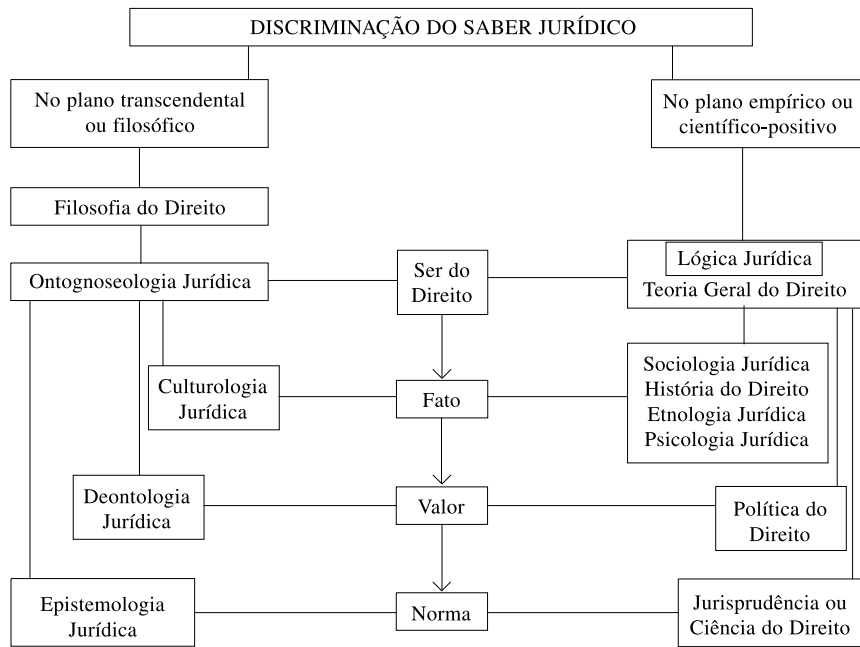 DISCRIMINAÇÃO DO SABER JURÍDICO
No plano transcendental
ou filosófico
No plano empírico ou
científico-positivo
Filosofia do Direito
Ontognoseologia Jurídica
Ser do
Direito
Lógica Jurídica
Teoria Geral do Direito
Culturologia
Jurídica
Fato
Sociologia Jurídica
História do Direito
Etnologia Jurídica
Psicologia Jurídica
Deontologia
Jurídica
Valor
Política do
Direito
Epistemologia
Jurídica
Norma
Jurisprudência ou
Ciência do Direito